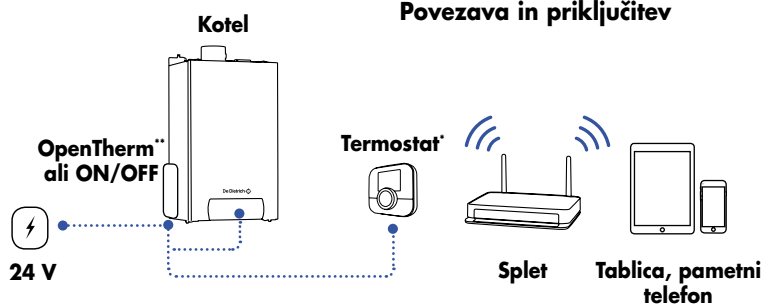 Povezava in priključitev
Kotel
OpenTherm**
ali ON/OFF
De Dietrich
Termostat*
24 V
Splet
Tablica, pametni
telefon